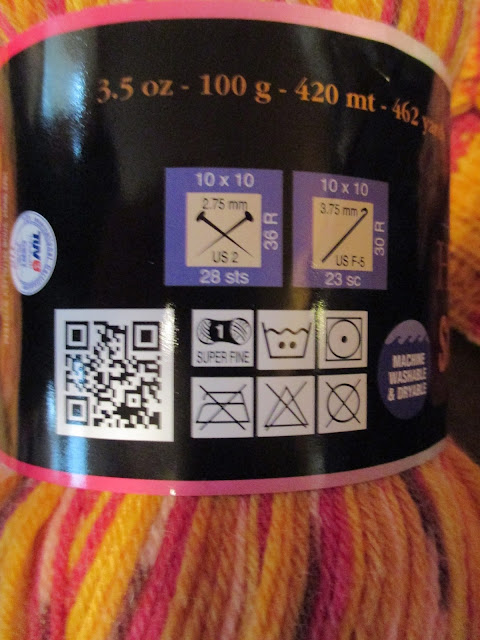 3.5 oz - 100 g - 420 mt - 462
10 x 10
2.75 mm
US 2
36 R
28 sts
10 x 10
3.75 mm
US F-5
30 R
23 sc
TUV
1
SUPER FINE
MACHINE
WASHABLE
& DRYABLE